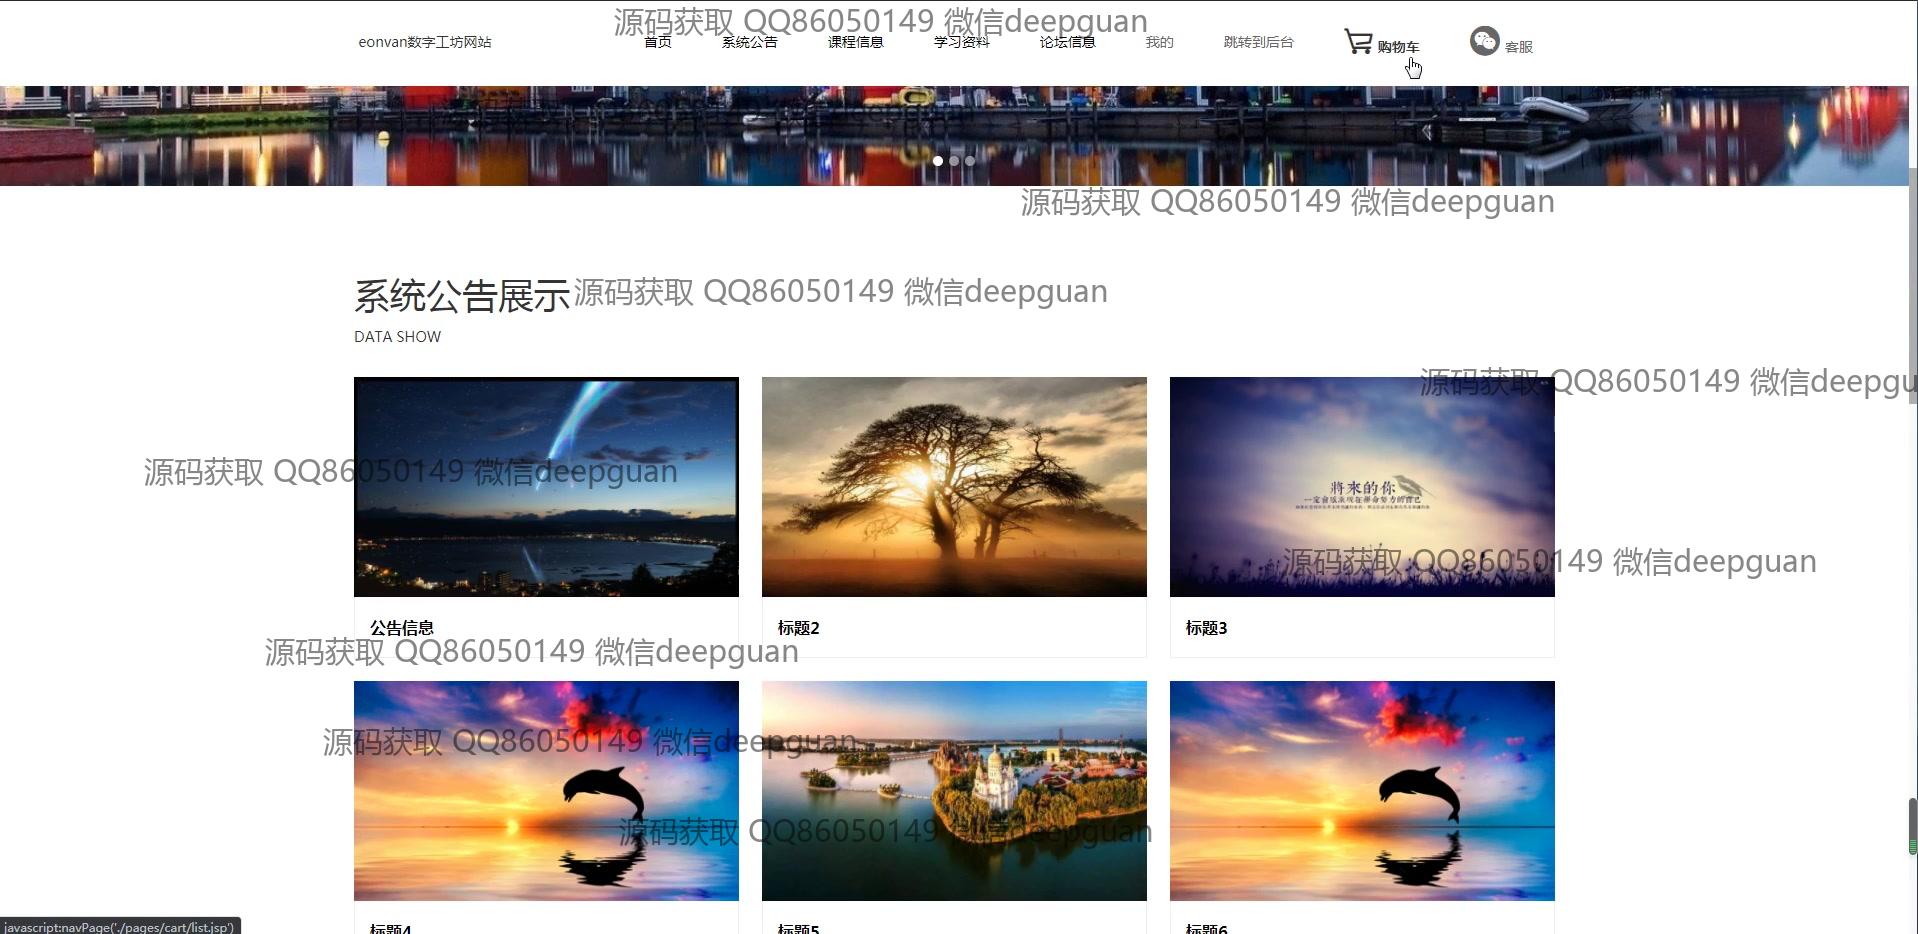 源码获取 QQ86050149 微信deepguan
eonvan数字工坊网站
首页
系统公告
课程信息
学习资料
论坛信息
我的
跳转到后台
购物车
客服
源码获取 QQ86050149 微信deepguan
系统公告展示
源码获取 QQ86050149 微信deepguan
DATA SHOW
源码获取 QQ86050149 微信deepgu
源码获取 QQ86050149 微信deepguan
將來的你
源码获取 QQ86050149 微信deepguan
公告信息
标题2
标题3
源码获取 QQ86050149 微信deepguan
源码获取 QQ86050149 微信deepguan
源码获取 QQ86050149 微信deepguan
标题4
标题5
标题6
javascript:navPage('./pages/cart/list.jsp')